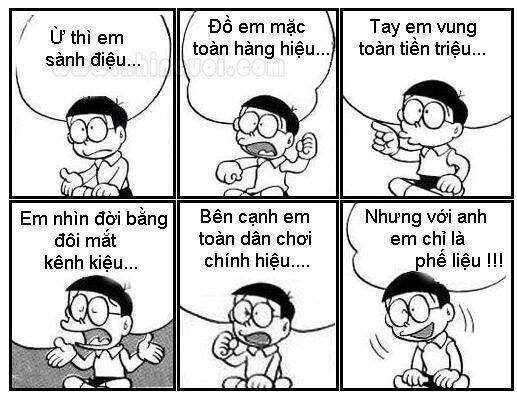 Ừ thì em
sành điệu...
Đồ em mặc
toàn hàng hiệu...
Tay em vung
toàn tiền triệu...
Em nhìn đời bằng
đôi mắt
kênh kiệu...
Bên cạnh em
toàn dân chơi
chính hiệu....
Nhưng với anh
em chỉ là
phế liệu !!!